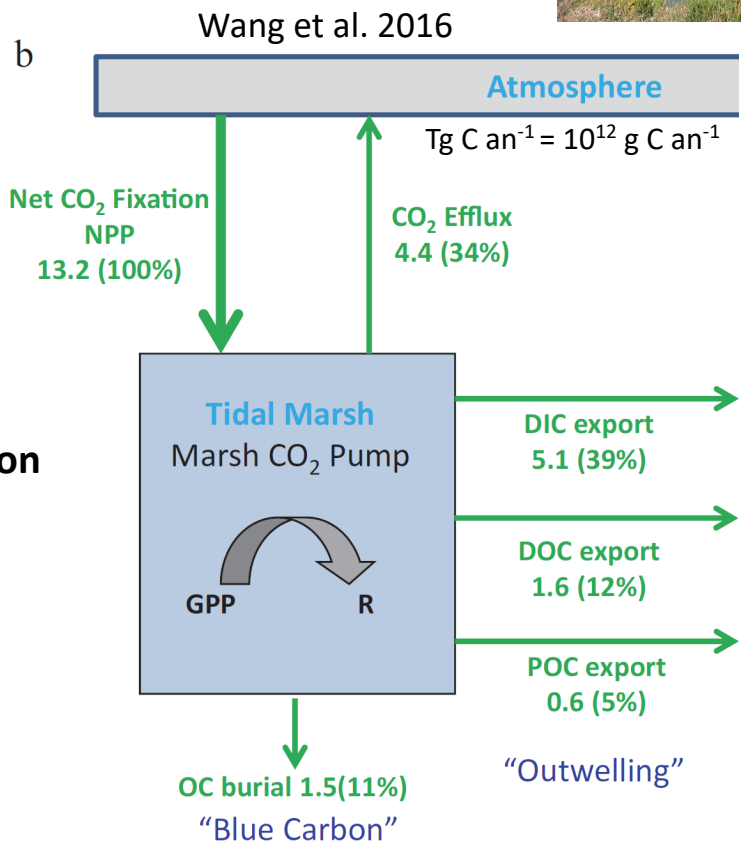 Wang et al. 2016
b
Atmosphere
Tg C an⁻¹ = 10¹² g C an⁻¹
Net CO₂ Fixation
NPP
13.2 (100%)
CO₂ Efflux
4.4 (34%)
Tidal Marsh
Marsh CO₂ Pump
on
GPP
R
DIC export
5.1 (39%)
DOC export
1.6 (12%)
POC export
0.6 (5%)
"Outwelling"
OC burial 1.5(11%)
"Blue Carbon"